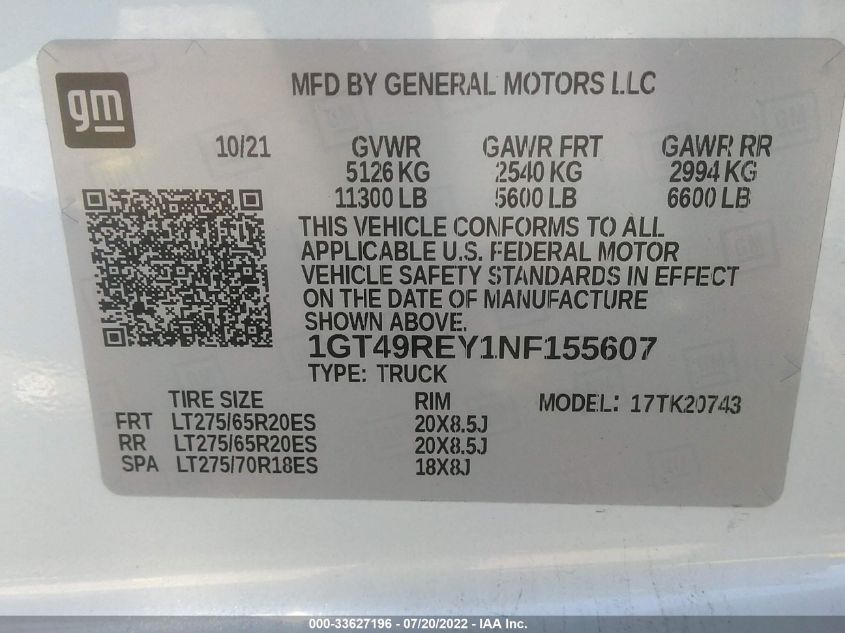 gm
MFD BY GENERAL MOTORS LLC
10/21 GVWR GAWR FRT GAWR RR
5126 KG 2540 KG 2994 KG
11300 LB 5600 LB 6600 LB
THIS VEHICLE CONFORMS TO ALL
APPLICABLE U.S. FEDERAL MOTOR
VEHICLE SAFETY STANDARDS IN EFFECT
ON THE DATE OF MANUFACTURE
SHOWN ABOVE.
1GT49REY1NF155607
TYPE: TRUCK
TIRE SIZE RIM MODEL: 17TK20743
FRT LT275/65R20ES 20X8.5J
RR LT275/65R20ES 20X8.5J
SPA LT275/70R18ES 18X8J
000-33627196 - 07/20/2022 - IAA Inc.